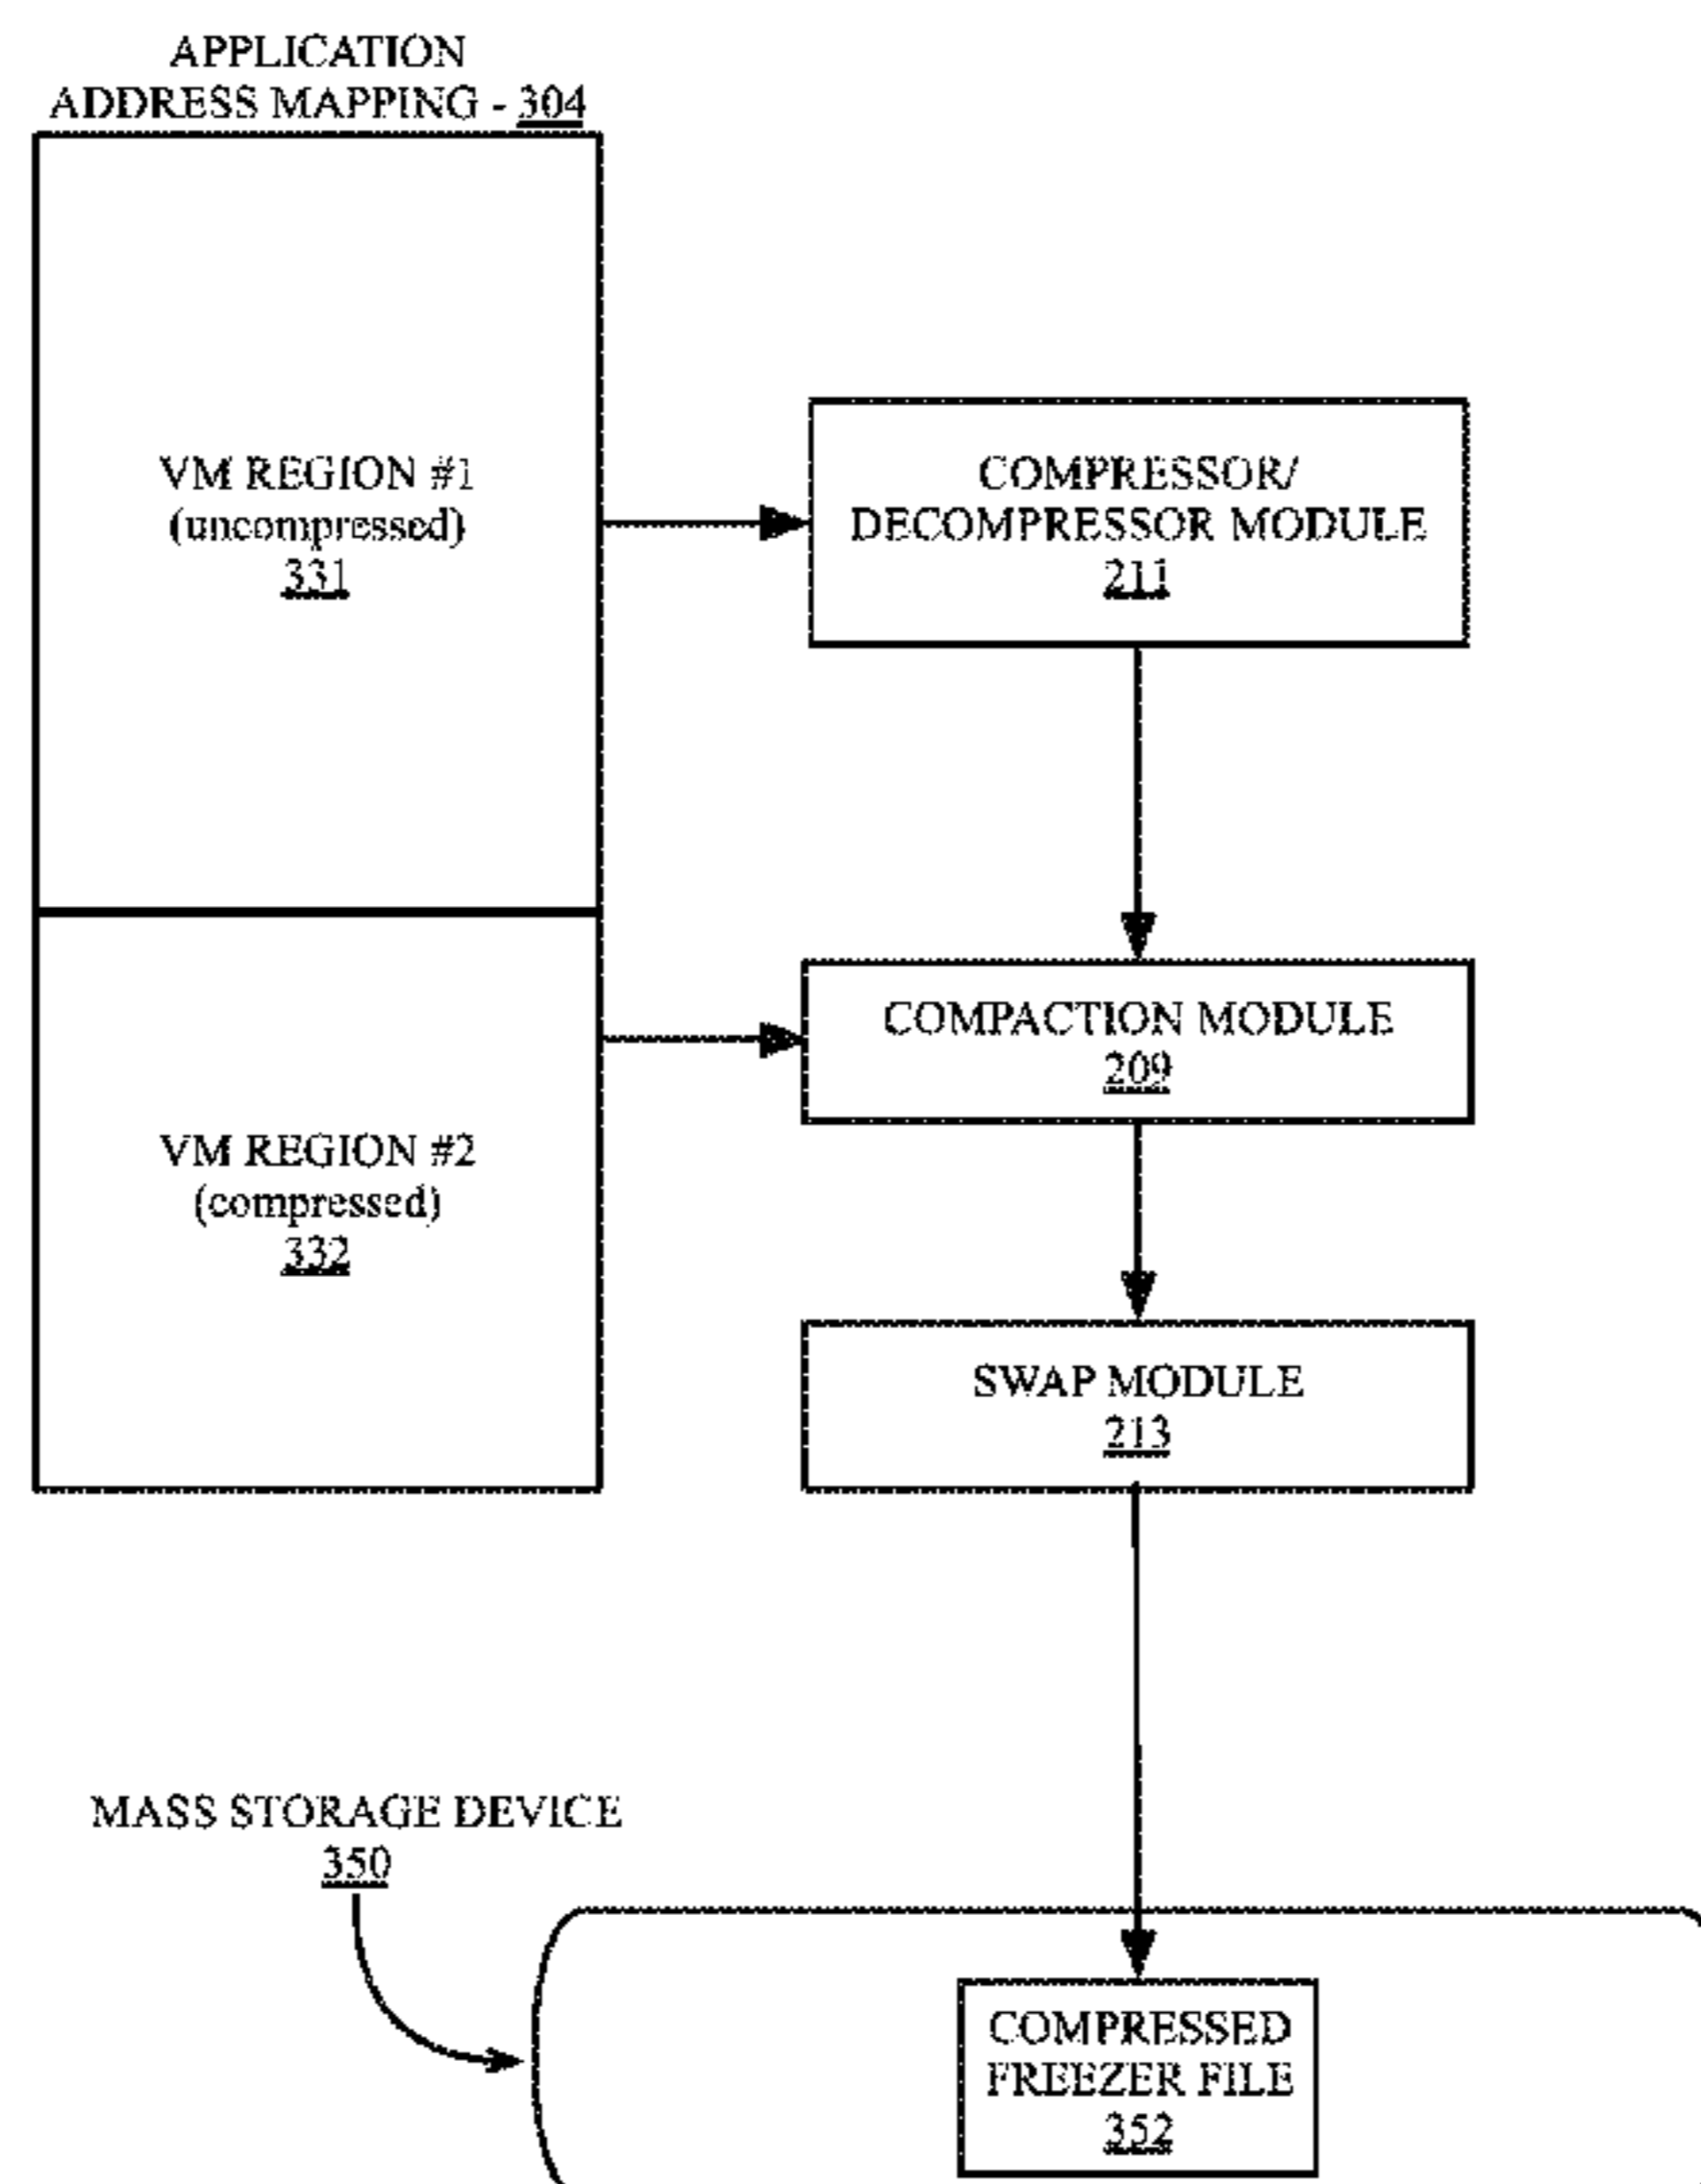 APPLICATION
ADDRESS MAPPING - 304
VM REGION #1
(uncompressed)
331
COMPRESSOR/
DECOMPRESSOR MODULE
211
COMPACTION MODULE
209
VM REGION #2
(compressed)
332
SWAP MODULE
213
MASS STORAGE DEVICE
350
COMPRESSED
FREEZER FILE
352